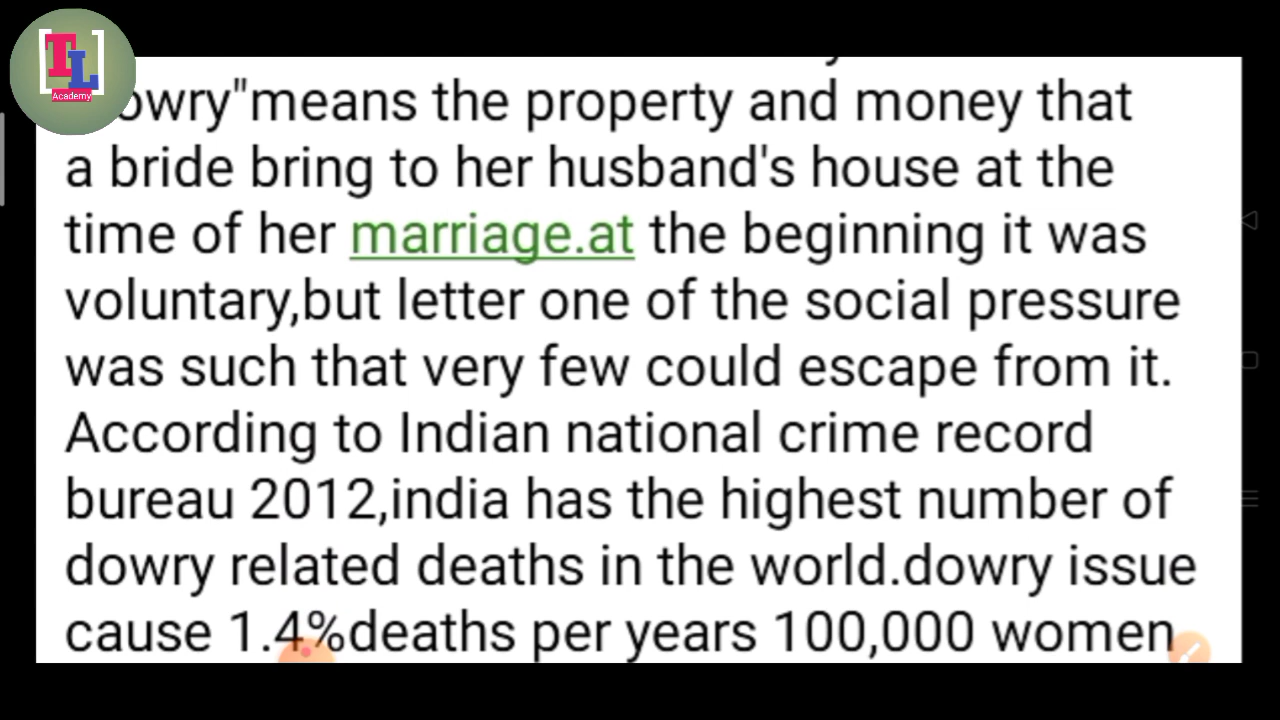 TL
Academy
owry"means the property and money that
a bride bring to her husband's house at the
time of her marriage.at the beginning it was
voluntary,but letter one of the social pressure
was such that very few could escape from it.
According to Indian national crime record
bureau 2012,india has the highest number of
dowry related deaths in the world.dowry issue
cause 1.4%deaths per years 100,000 women